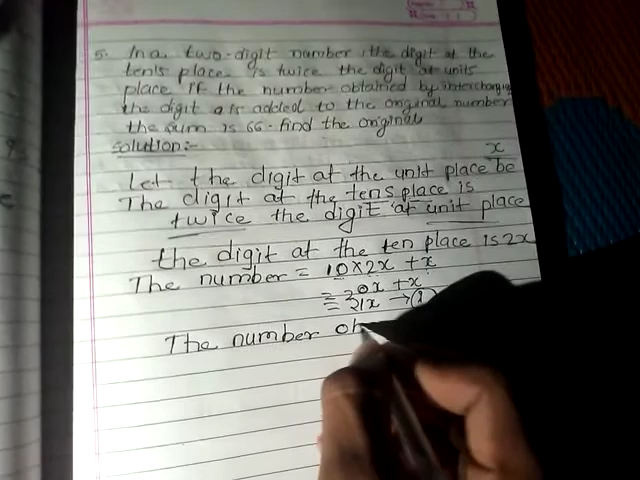 5. In a two-digit number, the digit at the
ten's place is twice the digit at units
place If the number obtained by interchanging
the digit a is added to the original number
the sum is 66. find the original
solution:-
Let the digit at the unit place be x
The digit at the tens place is
twice the digit at unit place
the digit at the ten place is 2x
The number = 10×2x + x
= 20x + x
= 21x → (i)
The number ob